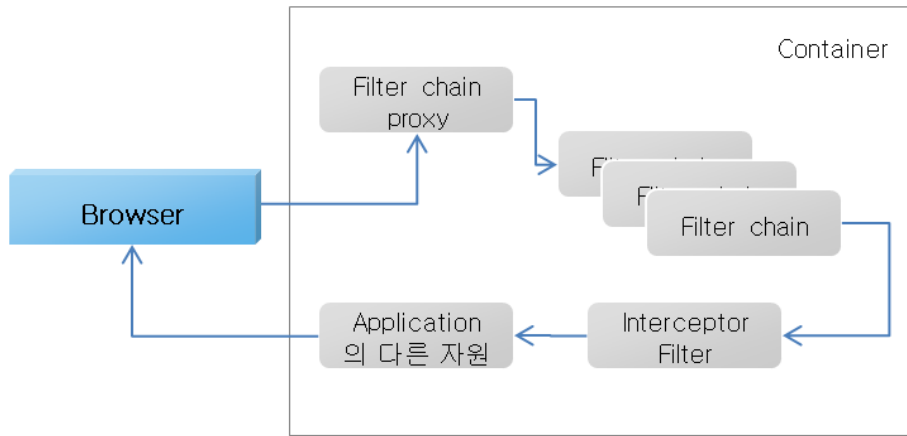 Container
Filter chain
proxy
Filter chain
Browser
Application
의 다른 자원
Interceptor
Filter